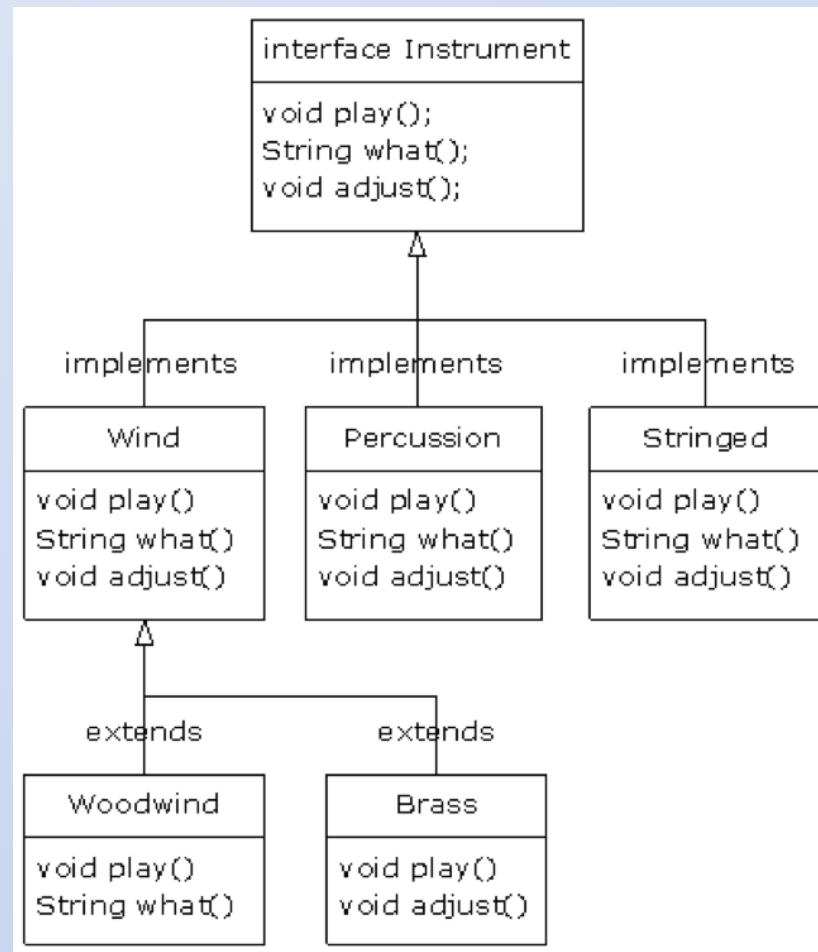 interface Instrument
void play();
String what();
void adjust();
implements
implements
implements
Wind
void play()
String what()
void adjust()
Percussion
void play()
String what()
void adjust()
Stringed
void play()
String what()
void adjust()
extends
extends
Woodwind
void play()
String what()
Brass
void play()
void adjust()